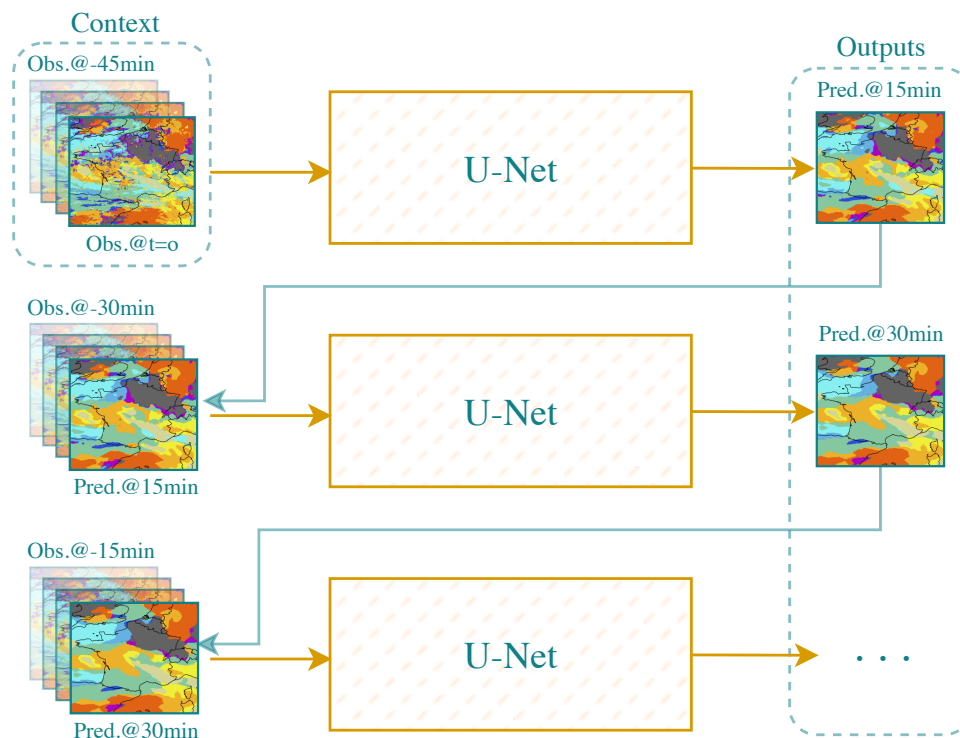 Context
Outputs
Obs.@-45min
Pred.@15min
U-Net
Obs.@t=o
Obs.@-30min
Pred.@30min
U-Net
Pred.@15min
Obs.@-15min
U-Net
. . .
Pred.@30min